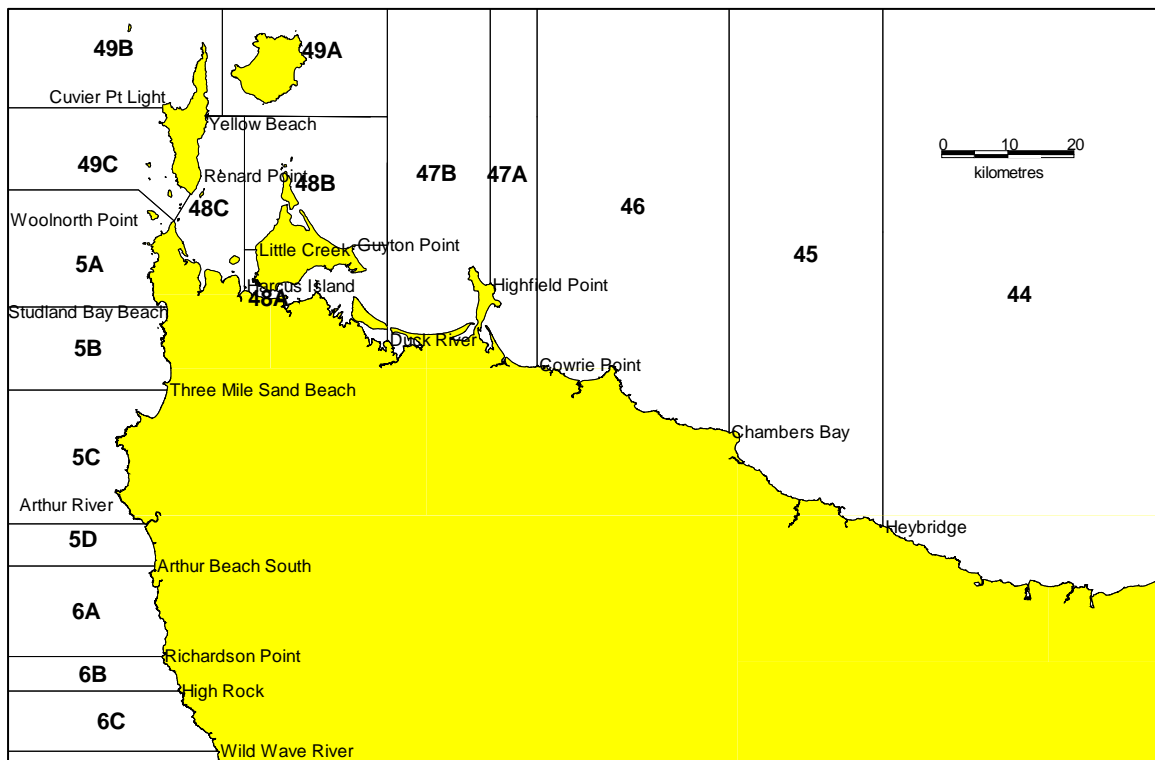 49B
49A
Cuvier Pt Light
Yellow Beach
49C
Renard Point
48B
47B
47A
0 10 20
kilometres
48C
46
Woolnorth Point
Little Creek
Guyton Point
45
5A
Harcus Island
48A
Highfield Point
44
Studland Bay Beach
5B
Duck River
Cowrie Point
Three Mile Sand Beach
Chambers Bay
5C
Arthur River
Heybridge
5D
Arthur Beach South
6A
Richardson Point
6B
High Rock
6C
Wild Wave River